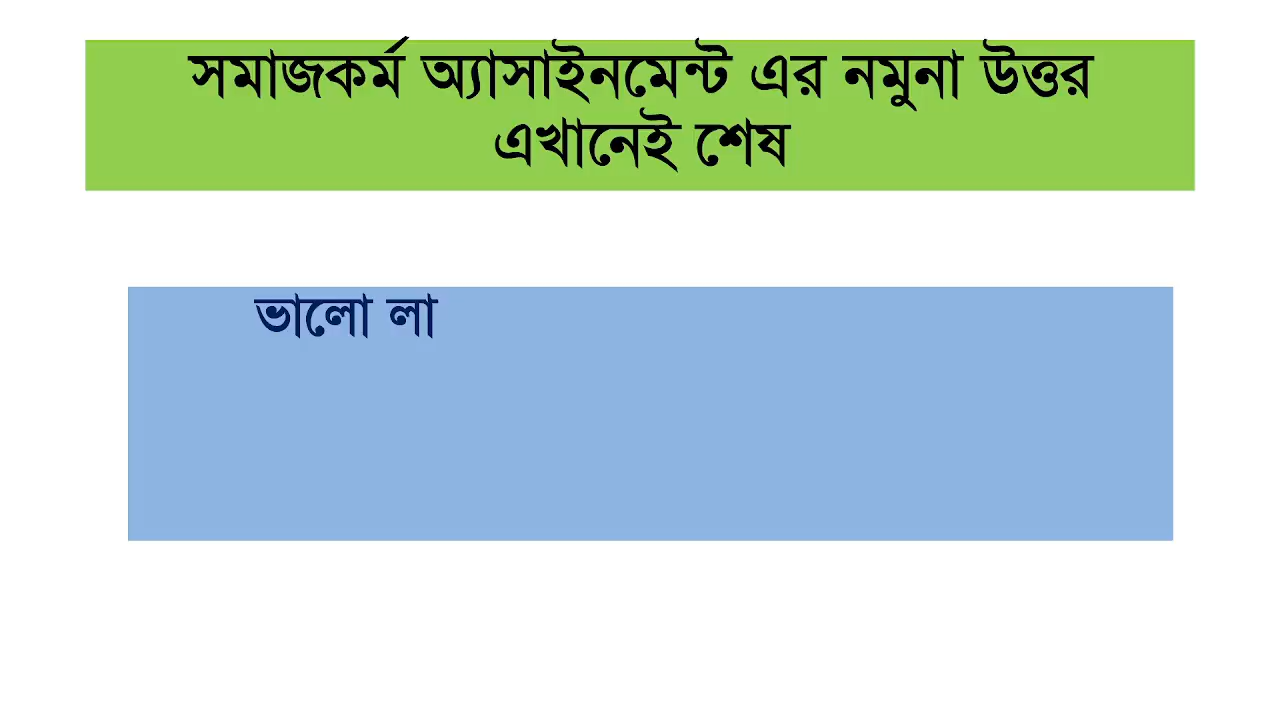 সমাজকর্ম অ্যাসাইনমেন্ট এর নমুনা উত্তর
এখানেই শেষ
ভালো লা